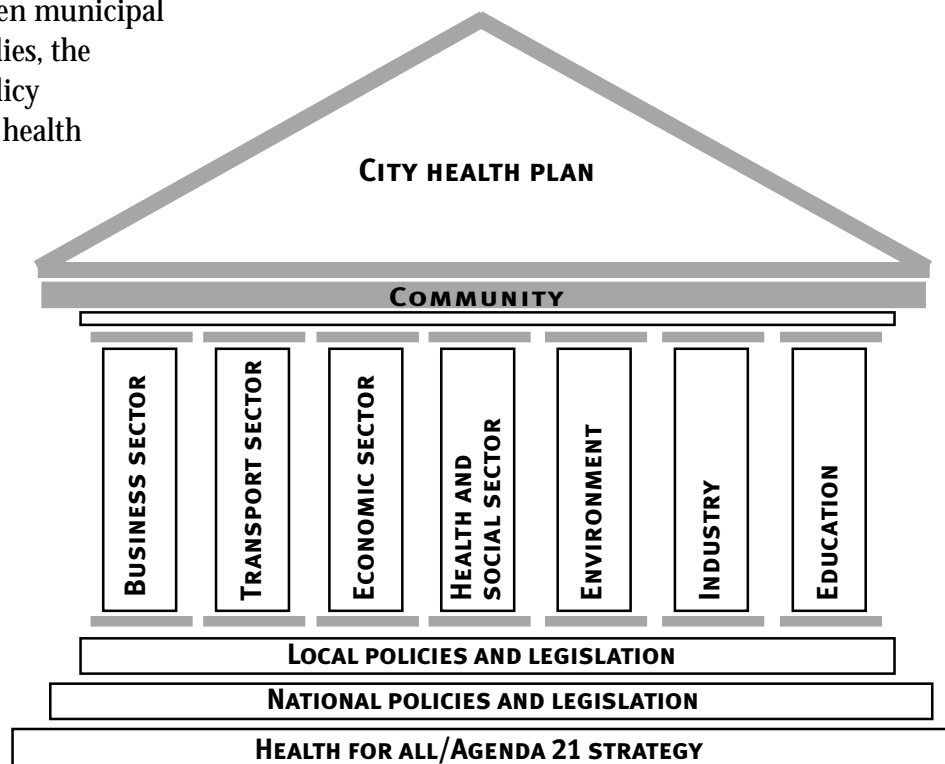 en municipal
lies, the
licy
health
City health plan
Community
Business sector
Transport sector
Economic sector
Health and
social sector
Environment
Industry
Education
Local policies and legislation
National policies and legislation
Health for all/Agenda 21 strategy